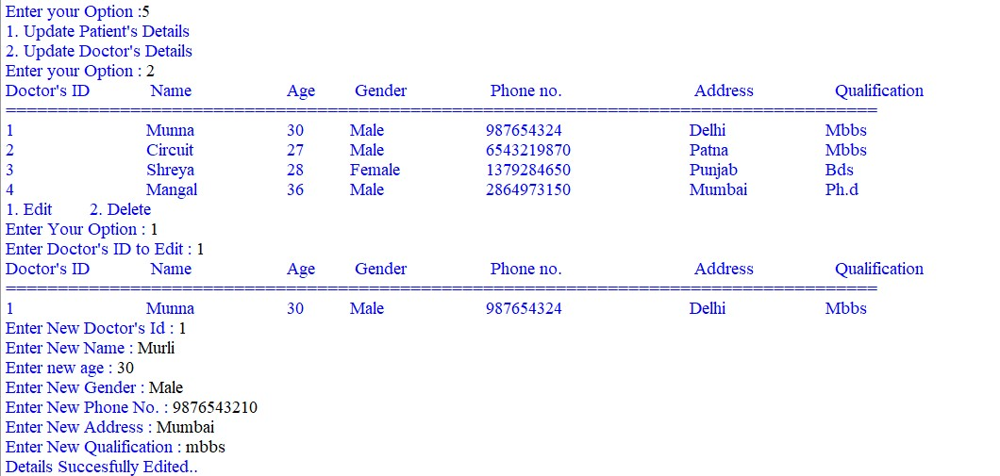 Enter your Option :5
1. Update Patient's Details
2. Update Doctor's Details
Enter your Option : 2
Doctor's ID Name Age Gender Phone no. Address Qualification
====================================================================================
1 Munna 30 Male 987654324 Delhi Mbbs
2 Circuit 27 Male 6543219870 Patna Mbbs
3 Shreya 28 Female 1379284650 Punjab Bds
4 Mangal 36 Male 2864973150 Mumbai Ph.d
1. Edit 2. Delete
Enter Your Option : 1
Enter Doctor's ID to Edit : 1
Doctor's ID Name Age Gender Phone no. Address Qualification
====================================================================================
1 Munna 30 Male 987654324 Delhi Mbbs
Enter New Doctor's Id : 1
Enter New Name : Murli
Enter new age : 30
Enter New Gender : Male
Enter New Phone No. : 9876543210
Enter New Address : Mumbai
Enter New Qualification : mbbs
Details Succesfully Edited..